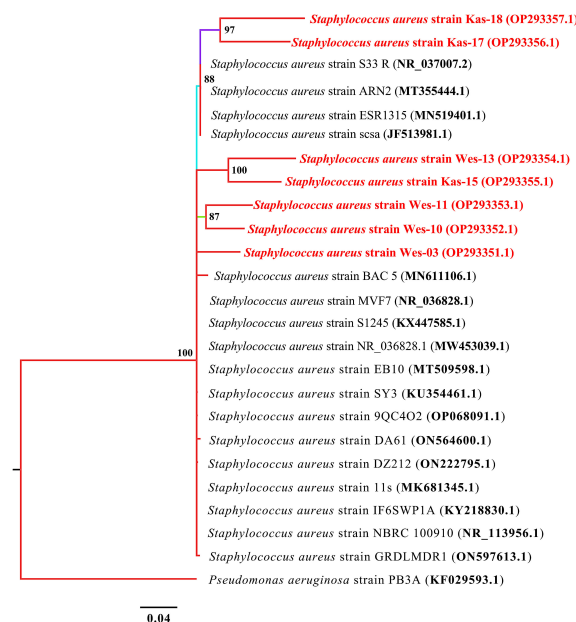 Staphylococcus aureus strain Kas-18 (OP293357.1)
97
Staphylococcus aureus strain Kas-17 (OP293356.1)
Staphylococcus aureus strain S33 R (NR_037007.2)
88
Staphylococcus aureus strain ARN2 (MT355444.1)
Staphylococcus aureus strain ESR1315 (MN519401.1)
Staphylococcus aureus strain scsa (JF513981.1)
Staphylococcus aureus strain Wes-13 (OP293354.1)
100
Staphylococcus aureus strain Kas-15 (OP293355.1)
Staphylococcus aureus strain Wes-11 (OP293353.1)
87
Staphylococcus aureus strain Wes-10 (OP293352.1)
Staphylococcus aureus strain Wes-03 (OP293351.1)
Staphylococcus aureus strain BAC 5 (MN611106.1)
Staphylococcus aureus strain MVF7 (NR_036828.1)
Staphylococcus aureus strain S1245 (KX447585.1)
Staphylococcus aureus strain NR_036828.1 (MW453039.1)
100
Staphylococcus aureus strain EB10 (MT509598.1)
Staphylococcus aureus strain SY3 (KU354461.1)
Staphylococcus aureus strain 9QC4O2 (OP068091.1)
Staphylococcus aureus strain DA61 (ON564600.1)
Staphylococcus aureus strain DZ212 (ON222795.1)
Staphylococcus aureus strain 11s (MK681345.1)
Staphylococcus aureus strain IF6SWP1A (KY218830.1)
Staphylococcus aureus strain NBRC 100910 (NR_113956.1)
Staphylococcus aureus strain GRDLMDR1 (ON597613.1)
Pseudomonas aeruginosa strain PB3A (KF029593.1)
0.04